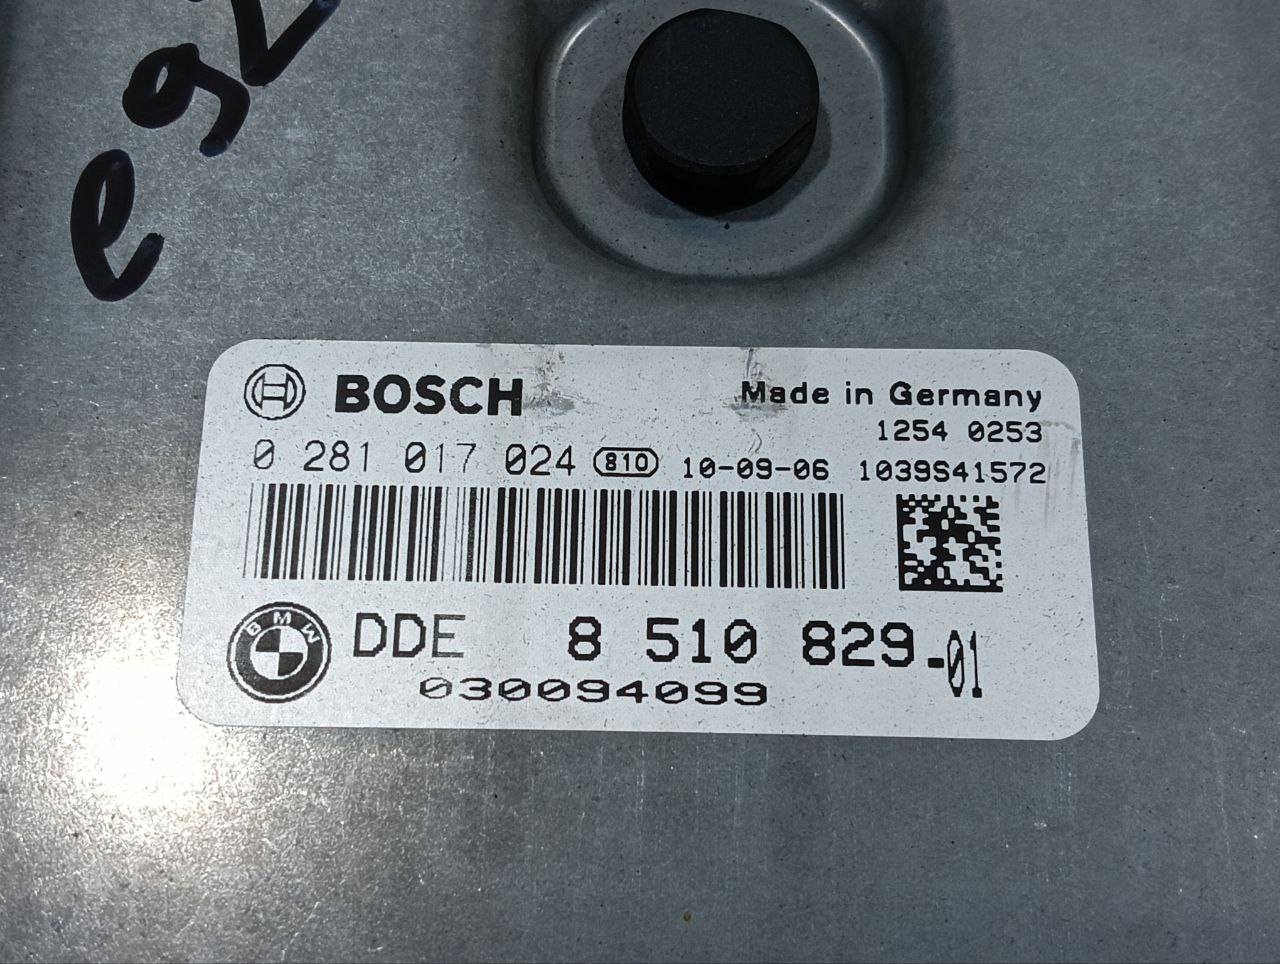 e92
BOSCH
Made in Germany
1254 0253
0 281 017 024 810 10-09-06 1039S41572
BMW
DDE 8 510 829-01
030094099